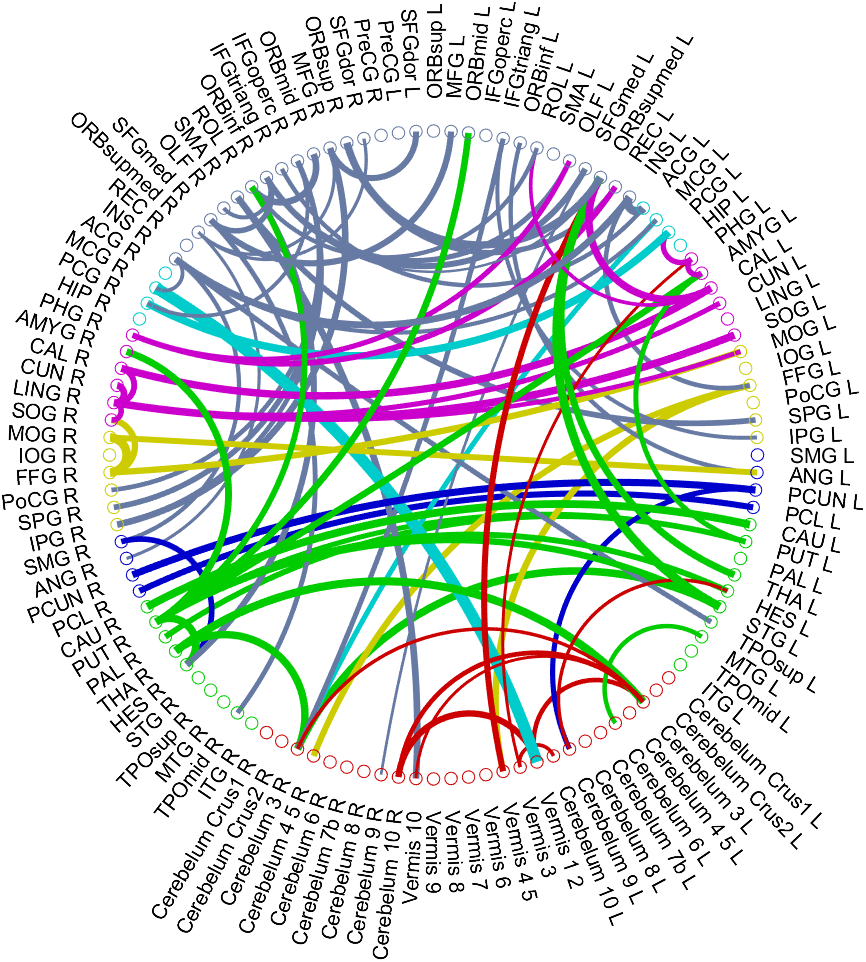 SFGdor L
ORBsup L
MFG L
ORBmid L
IFGoperc L
IFGtriang L
ORBinf L
ROL L
SMA L
OLF L
SFGmed L
ORBsupmed L
REC L
INS L
ACG L
MCG L
PCG L
HIP L
PHG L
AMYG L
CAL L
CUN L
LING L
SOG L
MOG L
IOG L
FFG L
PoCG L
SPG L
IPG L
SMG L
ANG L
PCUN L
PCL L
CAU L
PUT L
PAL L
THA L
HES L
STG L
TPOsup L
MTG L
TPOmid L
ITG L
Cerebelum Crus1 L
Cerebelum Crus2 L
Cerebelum 3 L
Cerebelum 4 5 L
Cerebelum 6 L
Cerebelum 7b L
Cerebelum 8 L
Cerebelum 9 L
Cerebelum 10 L
Vermis 1 2
Vermis 3
Vermis 4 5
Vermis 6
Vermis 7
Vermis 8
Vermis 9
Vermis 10
Cerebelum 10 R
Cerebelum 9 R
Cerebelum 8 R
Cerebelum 7b R
Cerebelum 6 R
Cerebelum 4 5 R
Cerebelum 3 R
Cerebelum Crus2 R
Cerebelum Crus1 R
ITG R
TPOmid R
MTG R
TPOsup R
STG R
HES R
THA R
PAL R
PUT R
CAU R
PCL R
PCUN R
ANG R
SMG R
IPG R
SPG R
PoCG R
FFG R
IOG R
MOG R
SOG R
LING R
CUN R
CAL R
AMYG R
PHG R
HIP R
PCG R
MCG R
ACG R
INS R
REC R
ORBsupmed R
SFGmed R
OLF R
SMA R
ROL R
ORBinf R
IFGtriang R
IFGoperc R
ORBmid R
MFG R
ORBsup R
SFGdor R
PreCG R
PreCG L